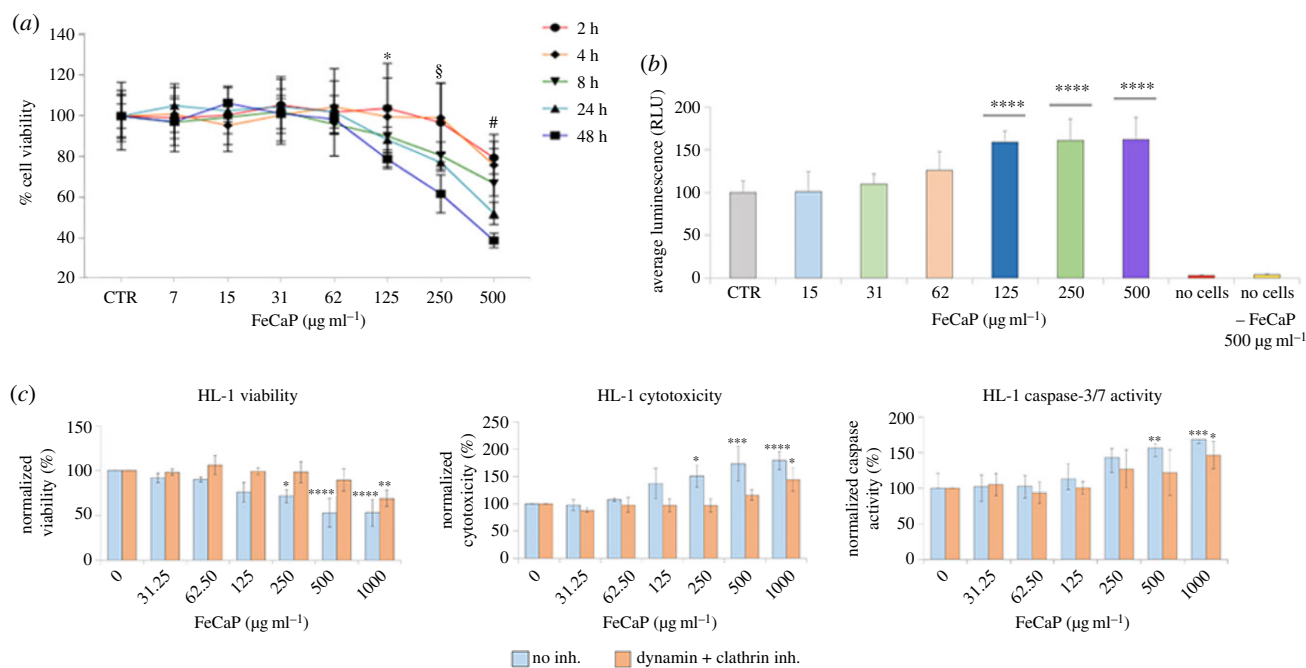 (a)
140
120
100
80
60
40
20
% cell viability
* § #
CTR 7 15 31 62 125 250 500
FeCaP (µg ml⁻¹)
2 h
4 h
8 h
24 h
48 h
(b)
200
150
100
50
0
average luminescence (RLU)
**** **** ****
CTR 15 31 62 125 250 500 no cells no cells
FeCaP (µg ml⁻¹)
– FeCaP
500 µg ml⁻¹
(c)
HL-1 viability
150
100
50
0
normalized
viability (%)
* **** **** **
0 31.25 62.50 125 250 500 1000
FeCaP (µg ml⁻¹)
HL-1 cytotoxicity
250
200
150
100
50
0
normalized
cytotoxicity (%)
* *** **** *
0 31.25 62.50 125 250 500 1000
FeCaP (µg ml⁻¹)
HL-1 caspase-3/7 activity
200
150
100
50
0
normalized caspase
activity (%)
** *** *
0 31.25 62.50 125 250 500 1000
FeCaP (µg ml⁻¹)
no inh. dynamin + clathrin inh.